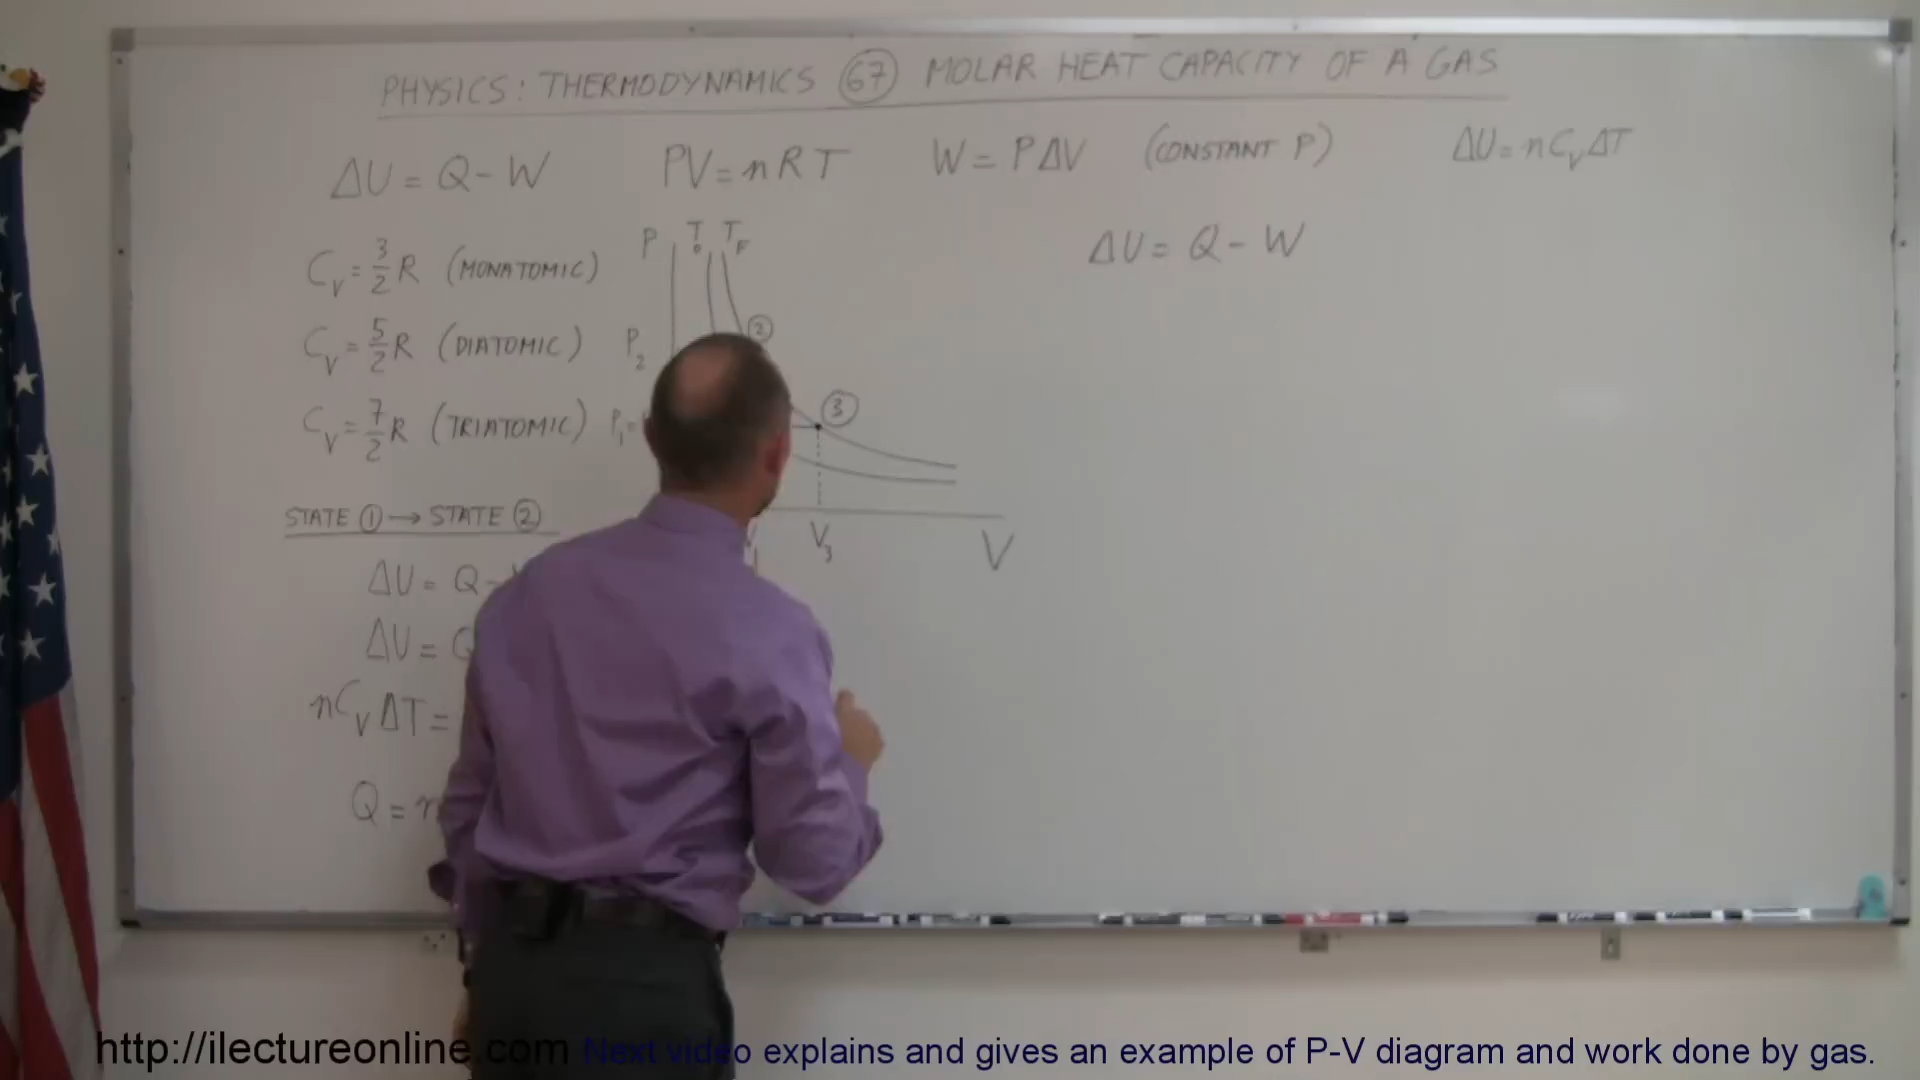 PHYSICS: THERMODYNAMICS 67 MOLAR HEAT CAPACITY OF A GAS
ΔU = Q - W
PV = nRT
W = PΔV (CONSTANT P)
ΔU = nC_VΔT
ΔU = Q - W
C_V = 3/2 R (MONATOMIC)
C_V = 5/2 R (DIATOMIC)
C_V = 7/2 R (TRIATOMIC)
P
T_0
T_F
2
P_2
P_1 =
3
V_3
V
STATE 1 → STATE 2
ΔU = Q -
ΔU =
nC_VΔT =
Q =
http://ilectureonline.com Next video explains and gives an example of P-V diagram and work done by gas.